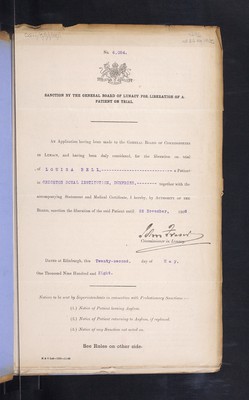 SANCTION BY THE GENERAL BOARD OF LUNACY FOR LIBERATION OF A
PATIENT ON TRIAL
AN Application having been made to the GENERAL BOARD OF COMMISSIONERS
IN LUNACY, and having been duly considered, for the liberation on trial
of LOUISA BELL, a Patient
in CRICHTON ROYAL INSTITUTION, DUMFRIES, together with the
accompanying Statement and Medical Certificate, I hereby, by AUTHORITY OF THE
BOARD, sanction the liberation of the said Patient until 22 November, 1908
Commissioner in Lunacy.
DATED at Edinburgh, this Twenty-second, day of May,
One Thousand Nine Hundred and Eight.
Notices to be sent by Superintendents in connection with Probationary Sanctions:—
(1.) Notice of Patient leaving Asylum.
(2.) Notice of Patient returning to Asylum, if replaced.
(3.) Notice of any Sanction not acted on.
See Rules on other side.